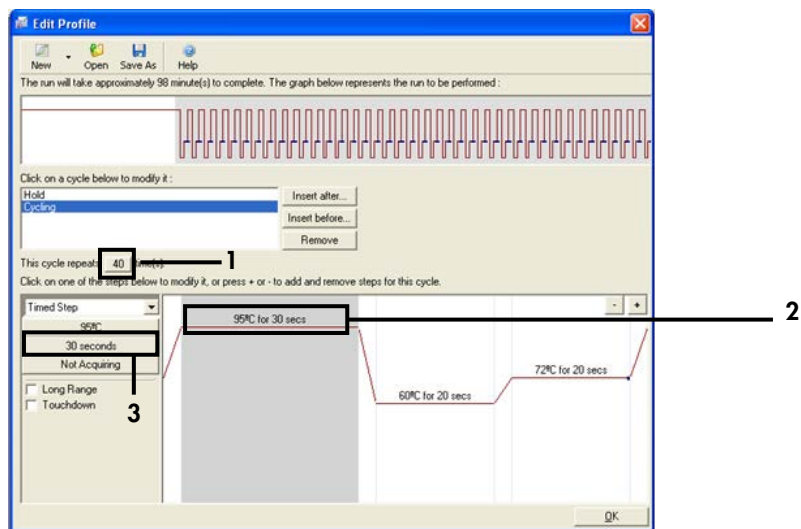 Edit Profile
New Open Save As Help
The run will take approximately 98 minute(s) to complete. The graph below represents the run to be performed :
Click on a cycle below to modify it :
Hold
Cycling
Insert after...
Insert before...
Remove
This cycle repeats 40 time(s).
1
Click on one of the steps below to modify it, or press + or - to add and remove steps for this cycle.
Timed Step
- +
95ºC
30 seconds
Not Acquiring
Long Range
Touchdown
95ºC for 30 secs
2
60ºC for 20 secs
72ºC for 20 secs
3
OK